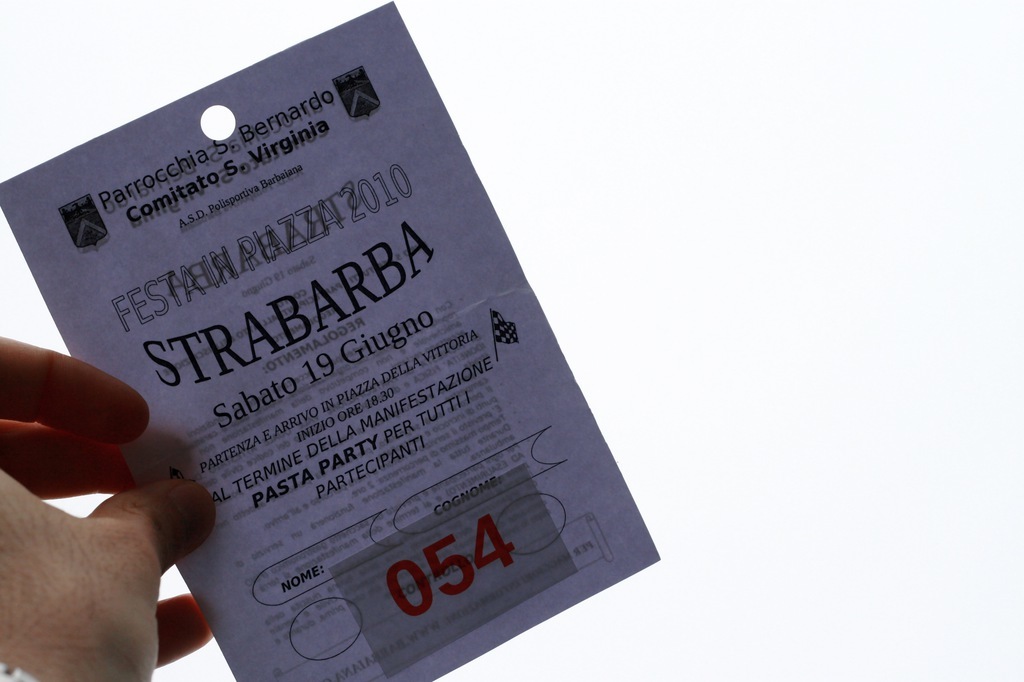 Parrocchia S. Bernardo
Comitato S. Virginia
A.S.D. Polisportiva Barbaiana
FESTA IN PIAZZA 2010
STRABARBA
Sabato 19 Giugno
PARTENZA E ARRIVO IN PIAZZA DELLA VITTORIA
INIZIO ORE 18.30
AL TERMINE DELLA MANIFESTAZIONE
PASTA PARTY PER TUTTI I
PARTECIPANTI
NOME:
COGNOME:
054